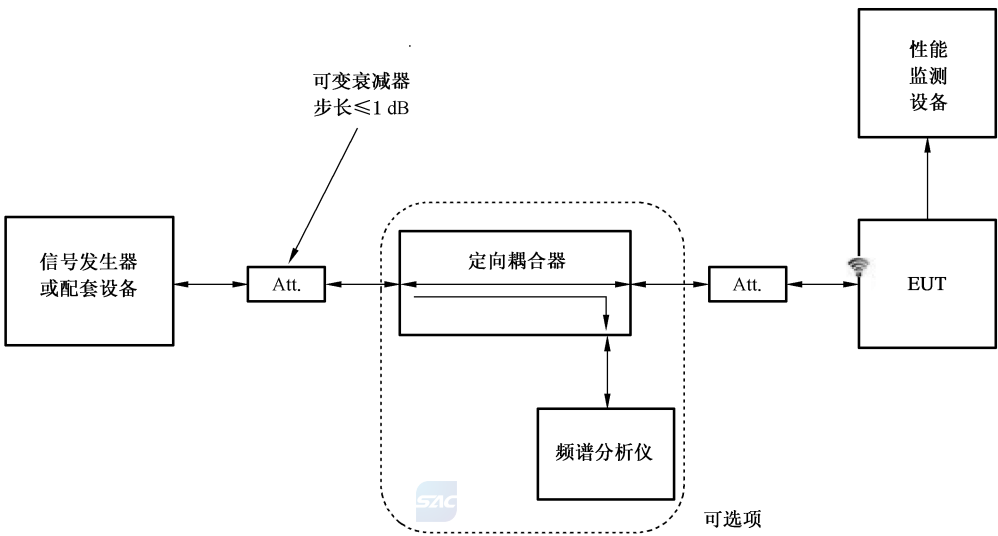 性能
监测
设备
可变衰减器
步长≤1 dB
信号发生器
或配套设备
Att.
定向耦合器
Att.
EUT
频谱分析仪
SAC
可选项